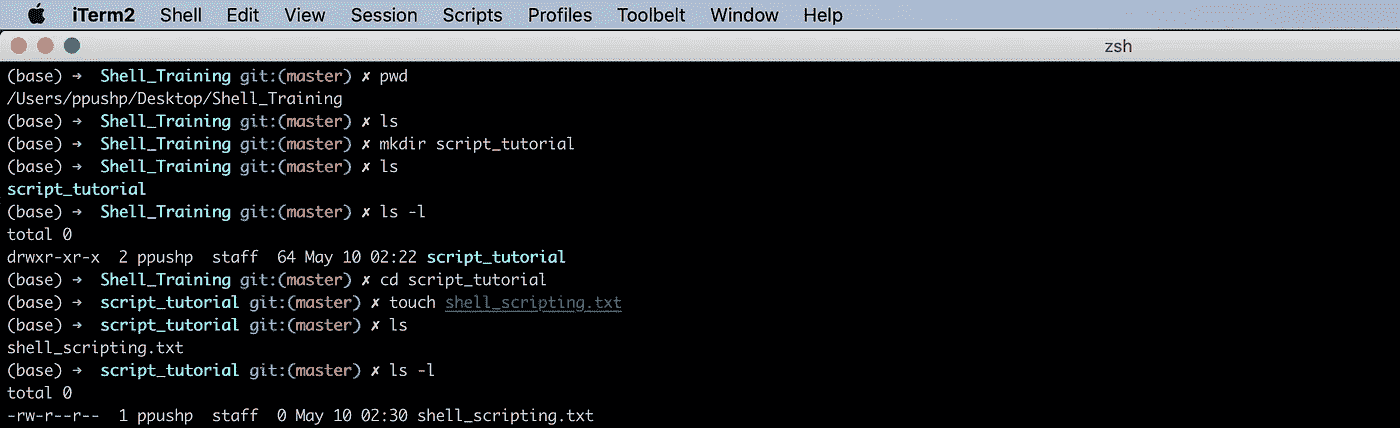 iTerm2 Shell Edit View Session Scripts Profiles Toolbelt Window Help
zsh
(base) → Shell_Training git:(master) ✗ pwd
/Users/ppushp/Desktop/Shell_Training
(base) → Shell_Training git:(master) ✗ ls
(base) → Shell_Training git:(master) ✗ mkdir script_tutorial
(base) → Shell_Training git:(master) ✗ ls
script_tutorial
(base) → Shell_Training git:(master) ✗ ls -l
total 0
drwxr-xr-x  2 ppushp  staff  64 May 10 02:22 script_tutorial
(base) → Shell_Training git:(master) ✗ cd script_tutorial
(base) → script_tutorial git:(master) ✗ touch shell_scripting.txt
(base) → script_tutorial git:(master) ✗ ls
shell_scripting.txt
(base) → script_tutorial git:(master) ✗ ls -l
total 0
-rw-r--r--  1 ppushp  staff  0 May 10 02:30 shell_scripting.txt